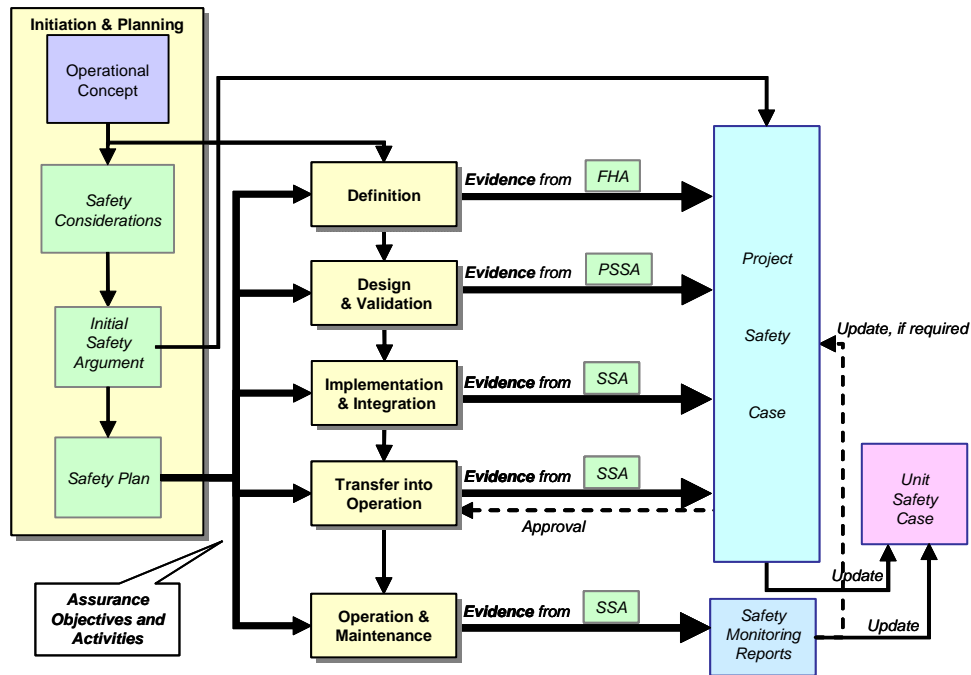 Initiation & Planning
Operational
Concept
Safety
Considerations
Initial
Safety
Argument
Safety Plan
Assurance
Objectives and
Activities
Definition
Evidence from
FHA
Design
& Validation
Evidence from
PSSA
Implementation
& Integration
Evidence from
SSA
Transfer into
Operation
Evidence from
SSA
Approval
Operation &
Maintenance
Evidence from
SSA
Project
Safety
Case
Update, if required
Unit
Safety
Case
Update
Safety
Monitoring
Reports
Update